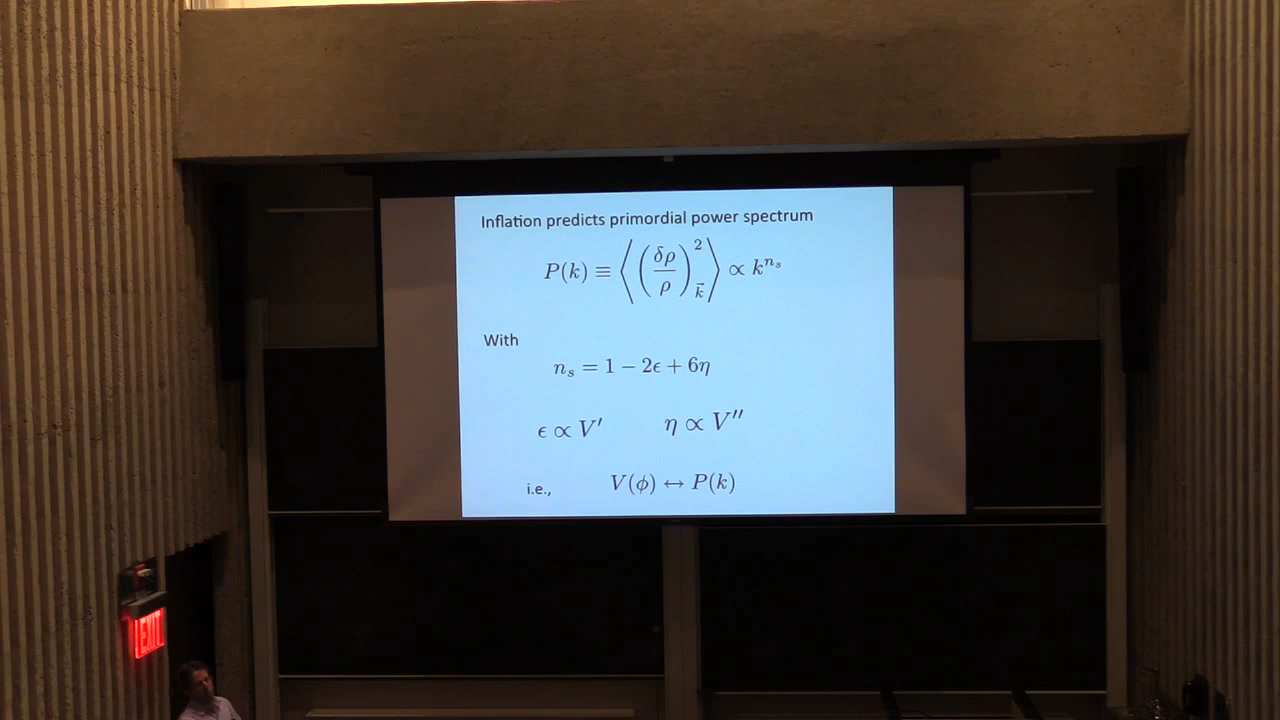 Inflation predicts primordial power spectrum
P(k) ≡ ⟨(δρ/ρ)²_k⃗⟩ ∝ k^{n_s}
With
n_s = 1 − 2ϵ + 6η
ϵ ∝ V′ η ∝ V″
i.e., V(ϕ) ↔ P(k)
EXIT